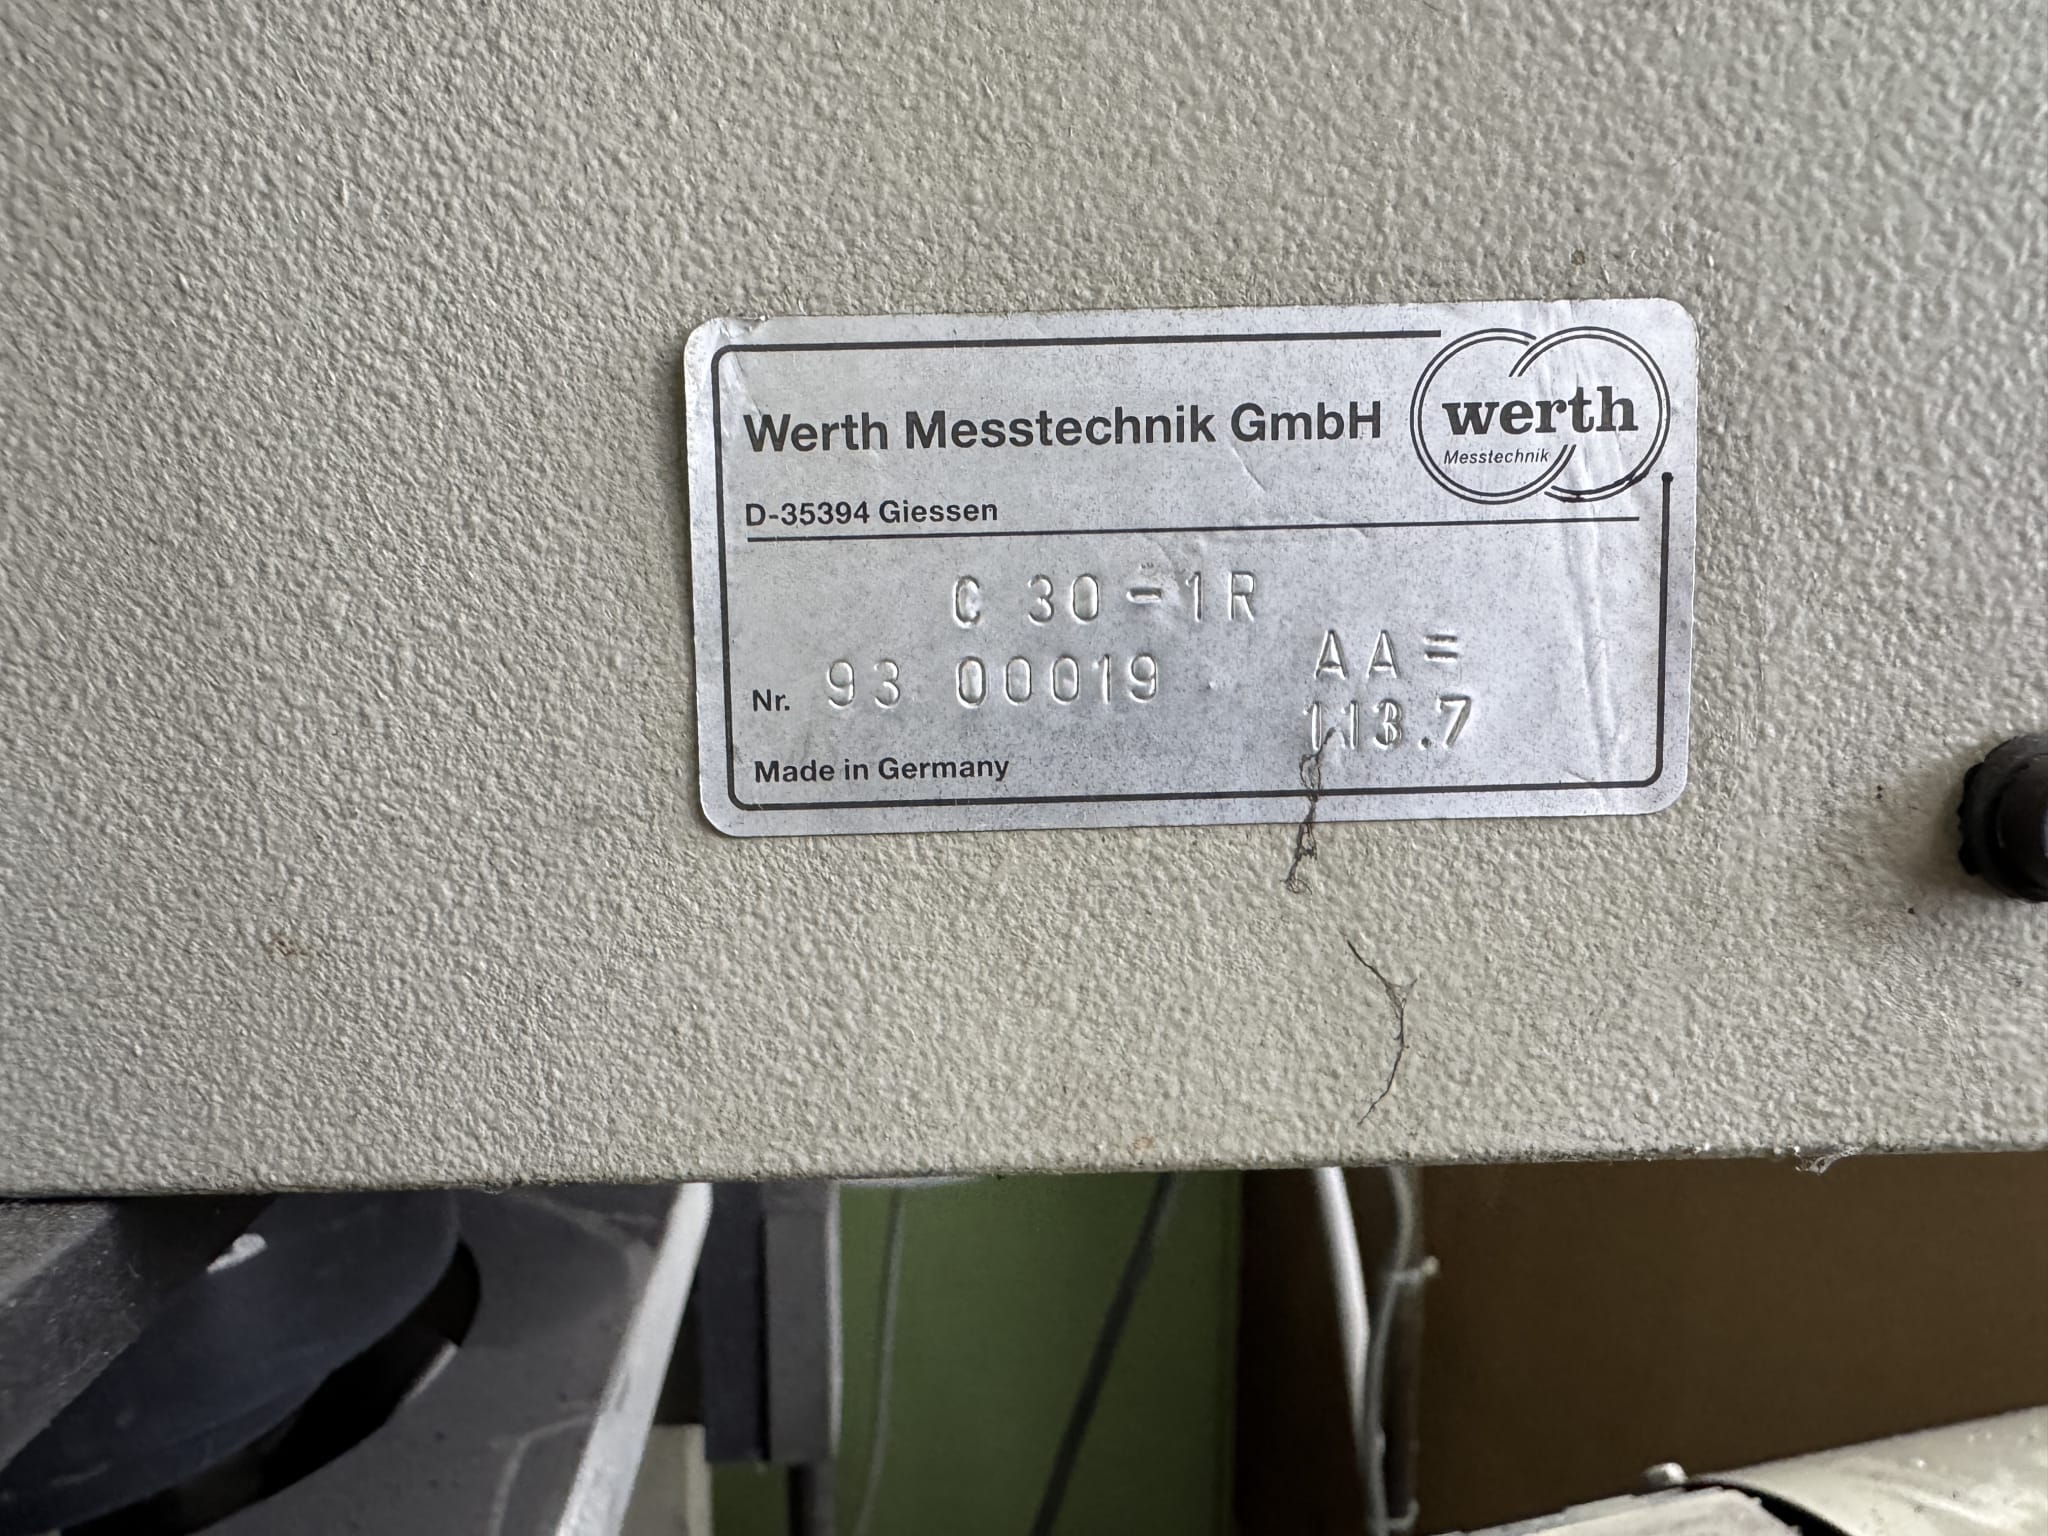 Werth Messtechnik GmbH
werth
Messtechnik
D-35394 Giessen
C 30-1R
AA=
Nr. 93 00019
113.7
Made in Germany